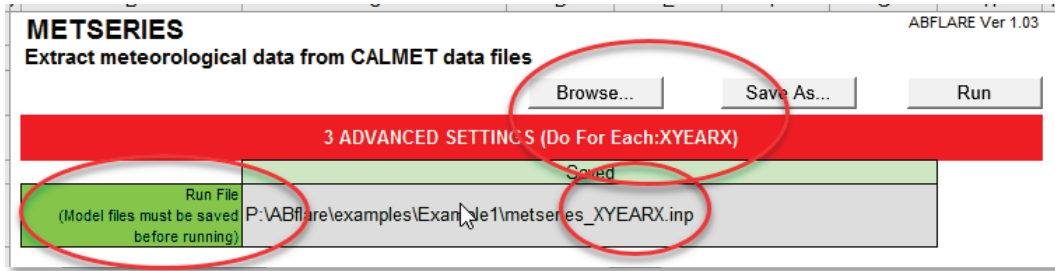 METSERIES
ABFLARE Ver 1.03
Extract meteorological data from CALMET data files
Browse...
Save As...
Run
3 ADVANCED SETTINGS (Do For Each:XYEARX)
Saved
Run File
(Model files must be saved
before running)
P:\ABflare\examples\Example1\metseries_XYEARX.inp